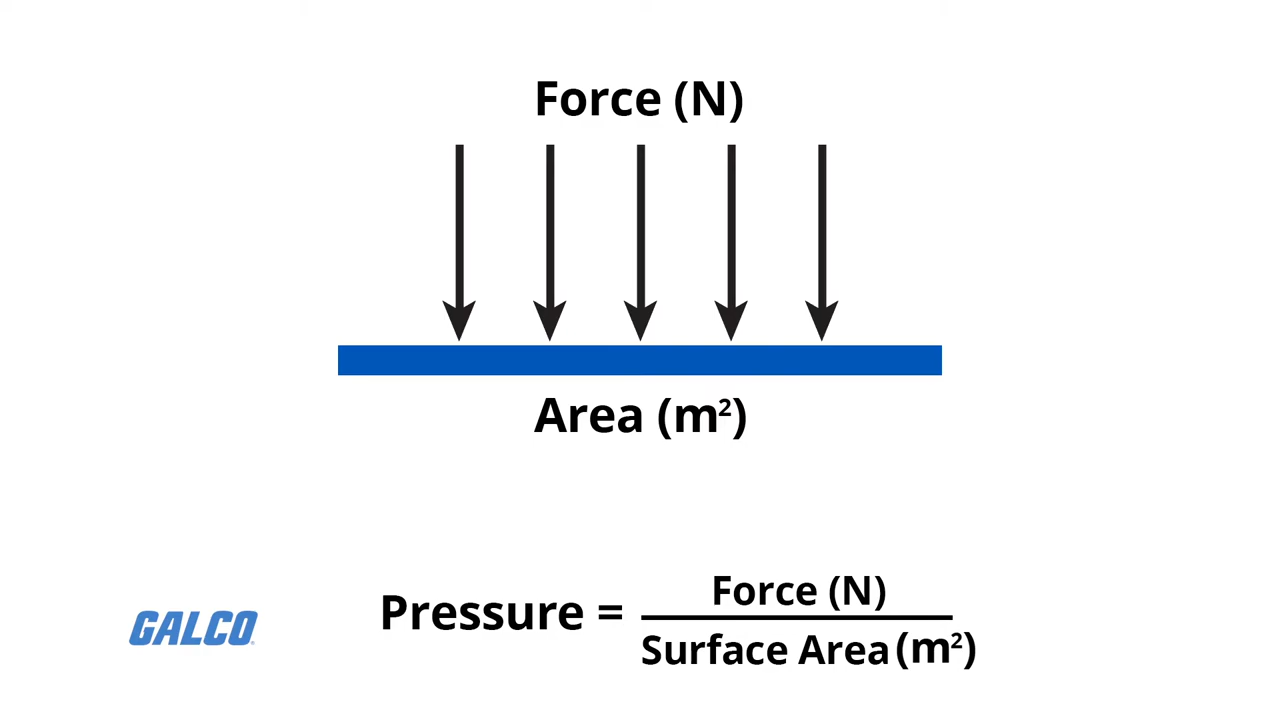 Force (N)
Area (m²)
Pressure = Force (N)
Surface Area (m²)
GALCO